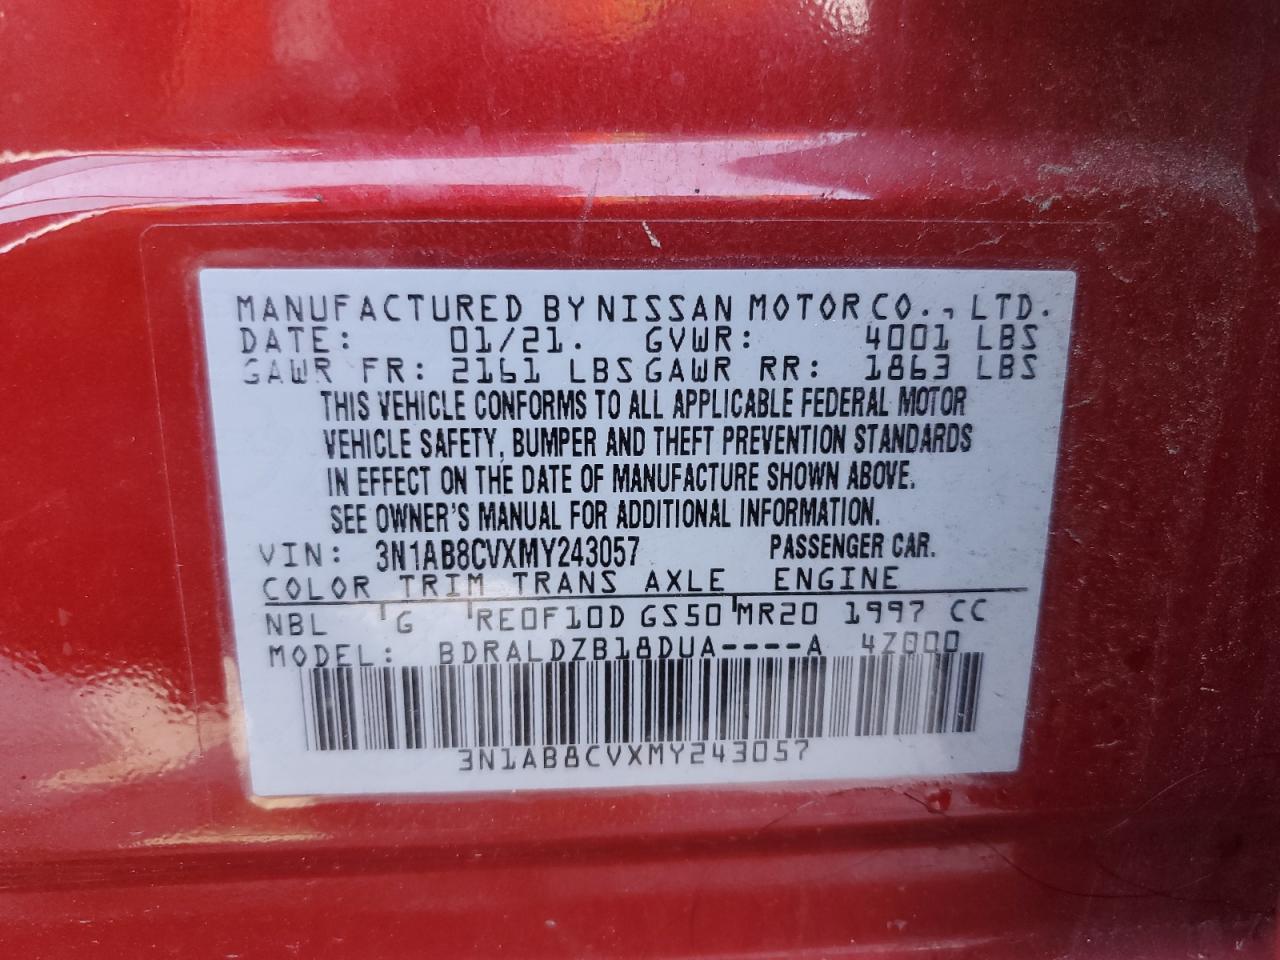 MANUFACTURED BY NISSAN MOTOR CO., LTD.
DATE: 01/21. GVWR: 4001 LBS
GAWR FR: 2161 LBS GAWR RR: 1863 LBS
THIS VEHICLE CONFORMS TO ALL APPLICABLE FEDERAL MOTOR
VEHICLE SAFETY, BUMPER AND THEFT PREVENTION STANDARDS
IN EFFECT ON THE DATE OF MANUFACTURE SHOWN ABOVE.
SEE OWNER'S MANUAL FOR ADDITIONAL INFORMATION.
VIN: 3N1AB8CVXMY243057 PASSENGER CAR.
COLOR TRIM TRANS AXLE ENGINE
NBL G RE0F10D GS50 MR20 1997 CC
MODEL: BDRALDZB18DUA----A 4Z000
3N1AB8CVXMY243057